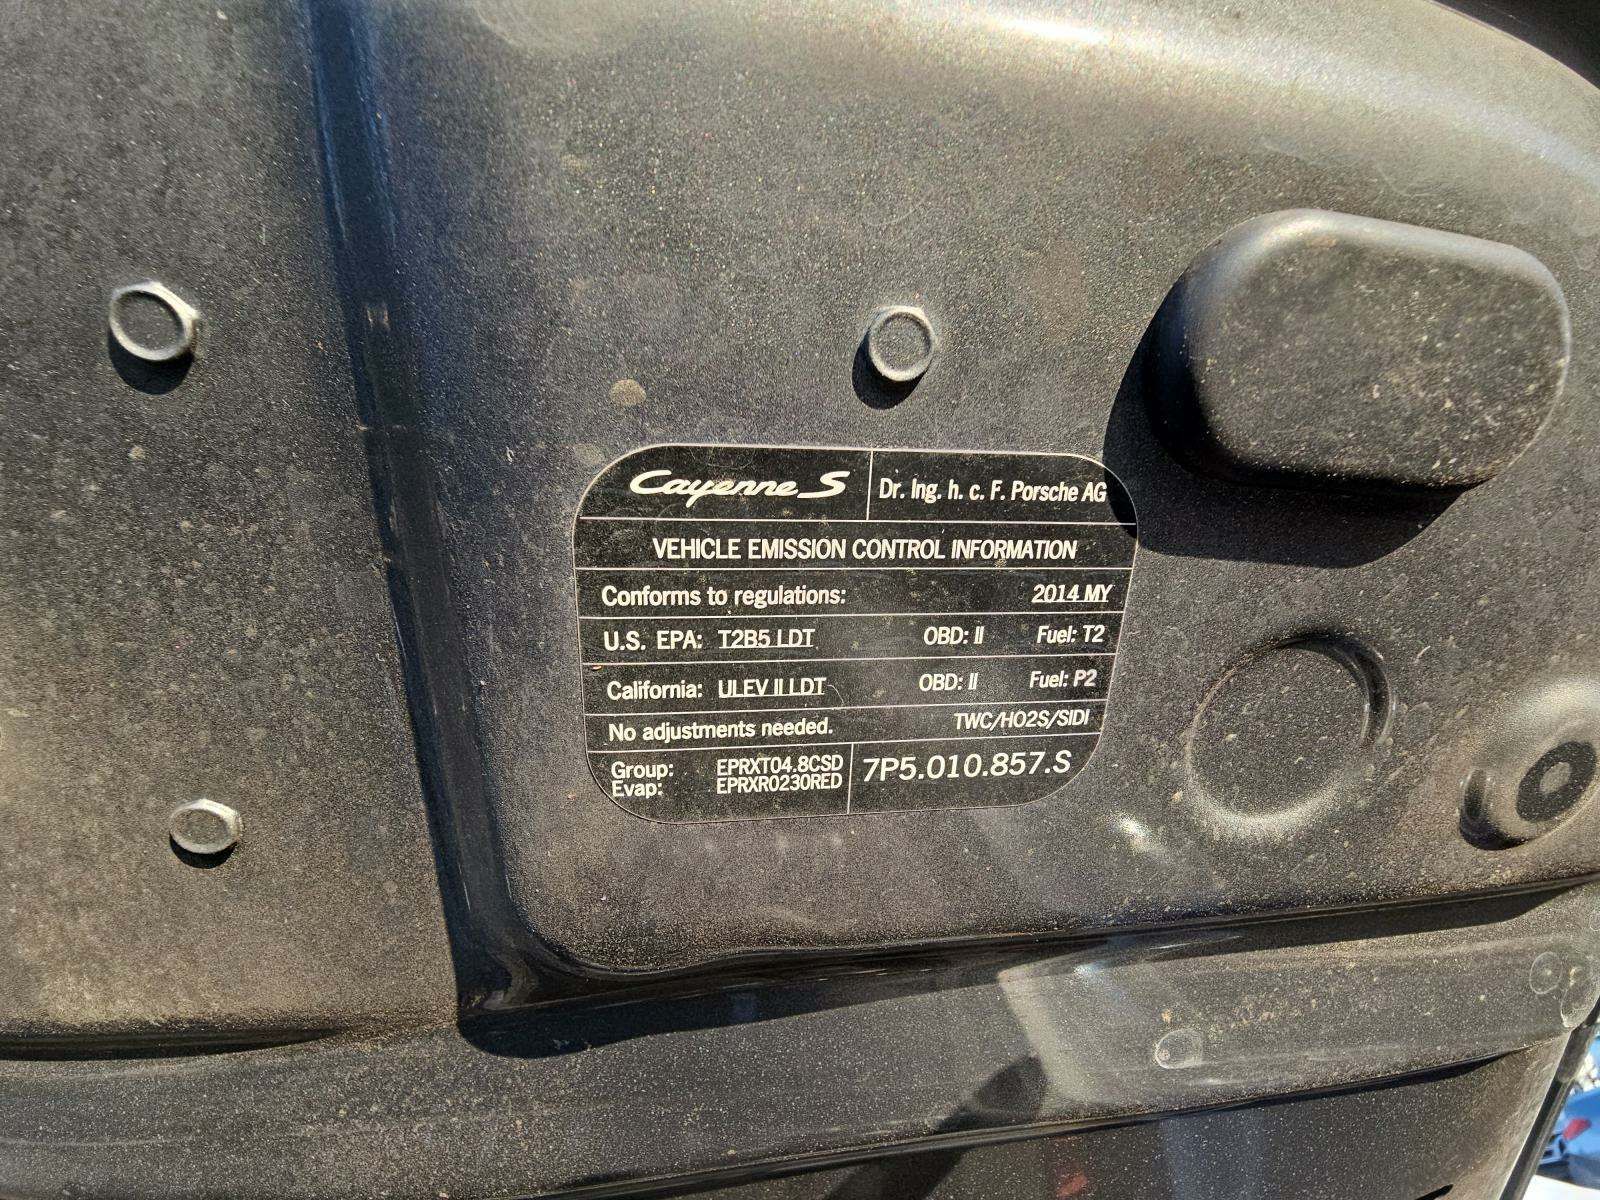 Cayenne S
Dr. Ing. h. c. F. Porsche AG
VEHICLE EMISSION CONTROL INFORMATION
Conforms to regulations: 2014 MY
U.S. EPA: T2B5 LDT OBD: II Fuel: T2
California: ULEV II LDT OBD: II Fuel: P2
No adjustments needed. TWC/HO2S/SIDI
Group: EPRXT04.8CSD
Evap: EPRXR0230RED
7P5.010.857.S